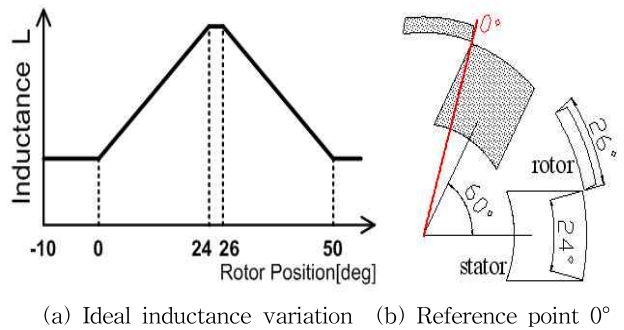 Inductance L
-10 0 24 26 50
Rotor Position[deg]
0°
26°
rotor
60°
24°
stator
(a) Ideal inductance variation (b) Reference point 0°